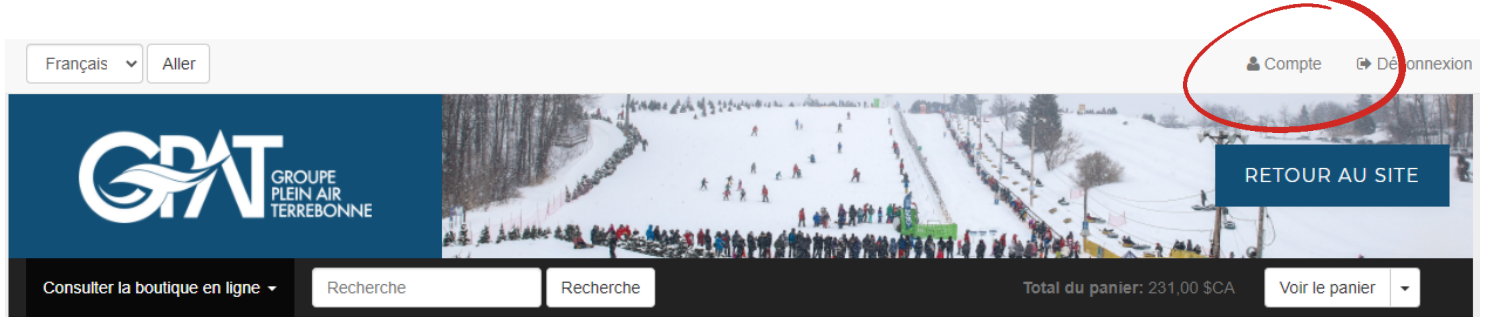 Français
Aller
Compte
Déconnexion
GPAT
GROUPE
PLEIN AIR
TERREBONNE
RETOUR AU SITE
Consulter la boutique en ligne
Recherche
Recherche
Total du panier: 231,00 $CA
Voir le panier